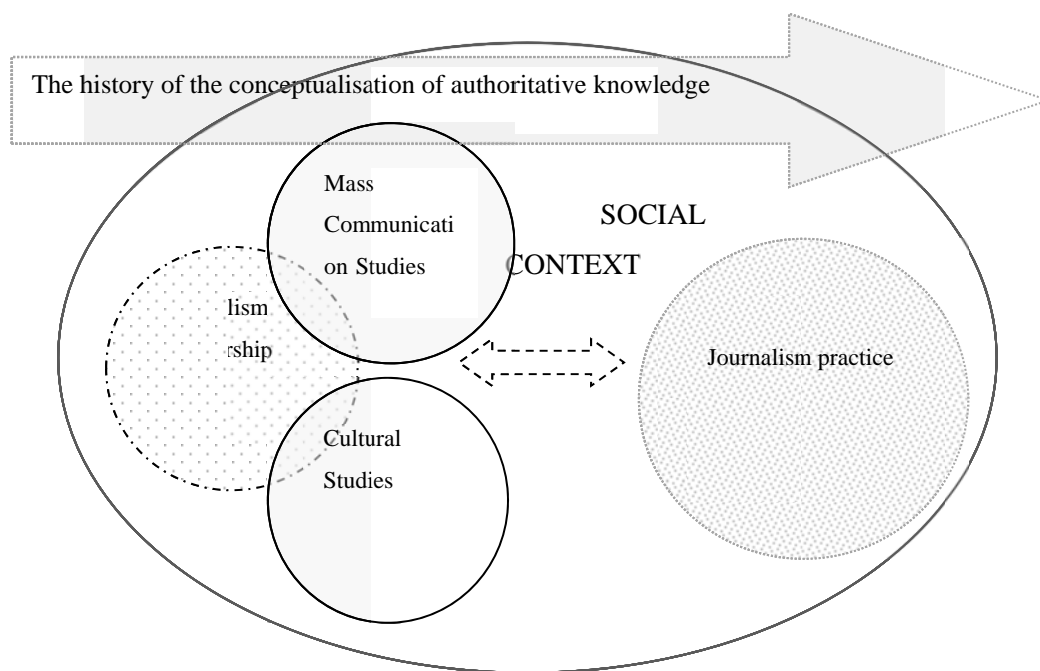 The history of the conceptualisation of authoritative knowledge
Mass
Communicati
on Studies
SOCIAL
CONTEXT
lism
rship
Journalism practice
Cultural
Studies